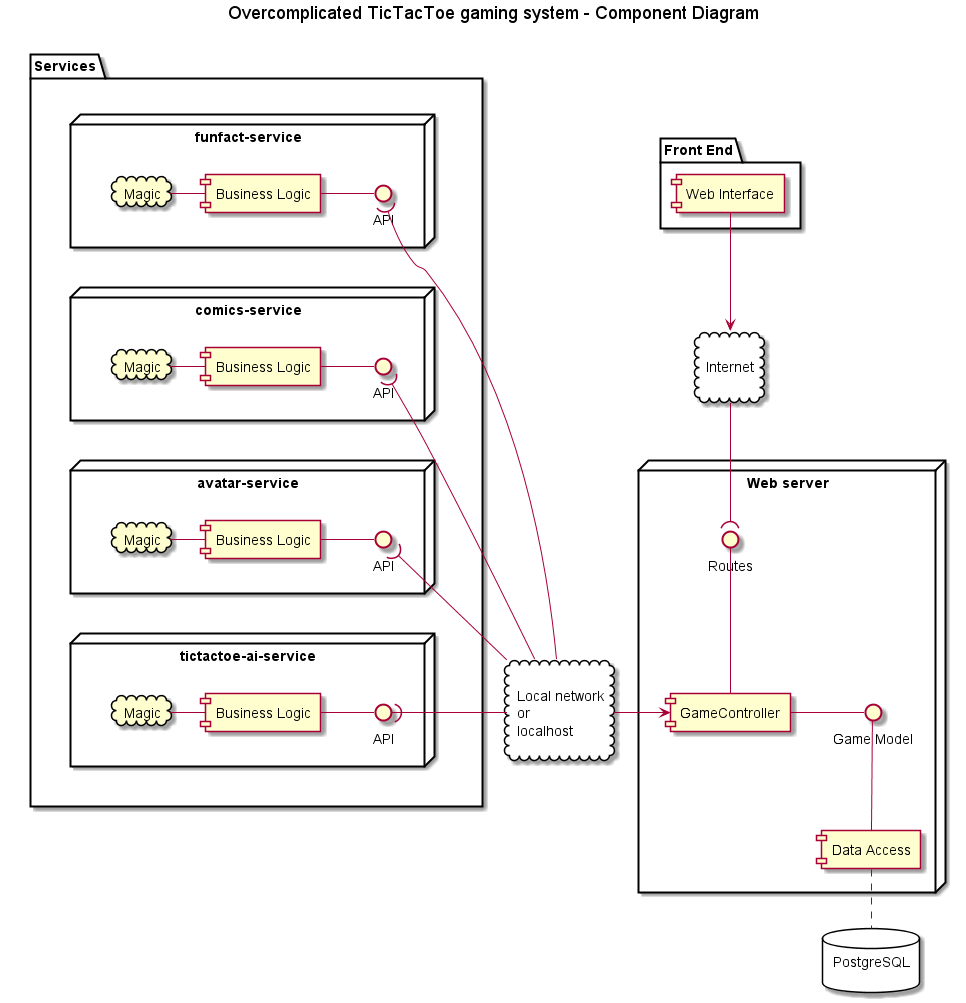 Overcomplicated TicTacToe gaming system - Component Diagram
Services
funfact-service
Magic
Business Logic
API
comics-service
Magic
Business Logic
API
avatar-service
Magic
Business Logic
API
tictactoe-ai-service
Magic
Business Logic
API
Local network
or
localhost
Front End
Web Interface
Internet
Web server
Routes
GameController
Game Model
Data Access
PostgreSQL